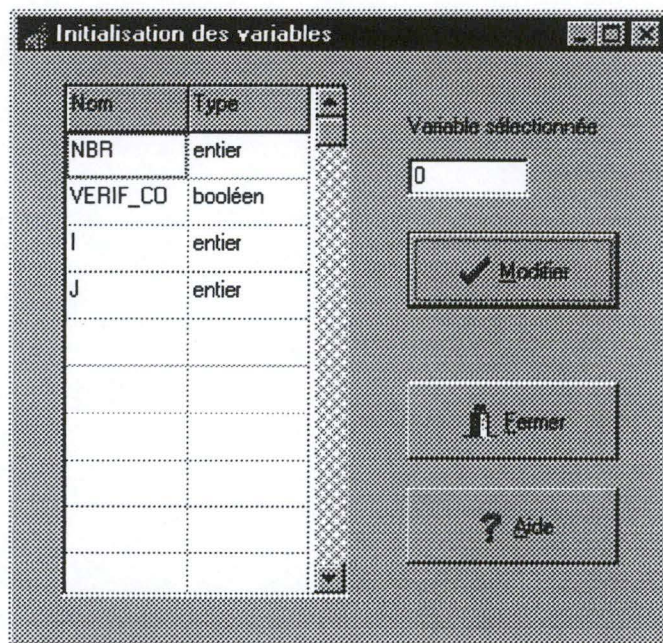 Initialisation des variables
Nom Type
NBR entier
VERIF_CO booléen
I entier
J entier
Variable sélectionnée
0
Modifier
Fermer
? Aide